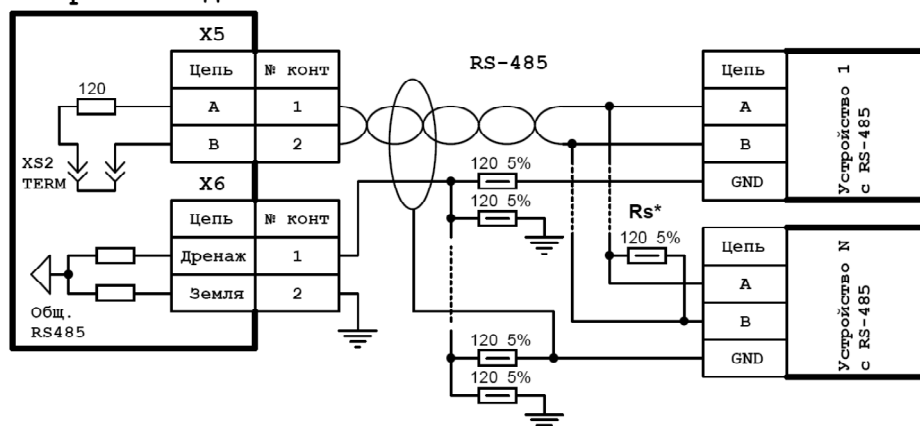 X5
Цепь № конт
A 1
B 2
120
XS2
TERM
X6
Цепь № конт
Дренаж 1
Земля 2
Общ.
RS485
RS-485
120 5%
120 5%
Rs*
120 5%
120 5%
120 5%
Цепь
A
B
GND
Устройство 1
с RS-485
Цепь
A
B
GND
Устройство N
с RS-485